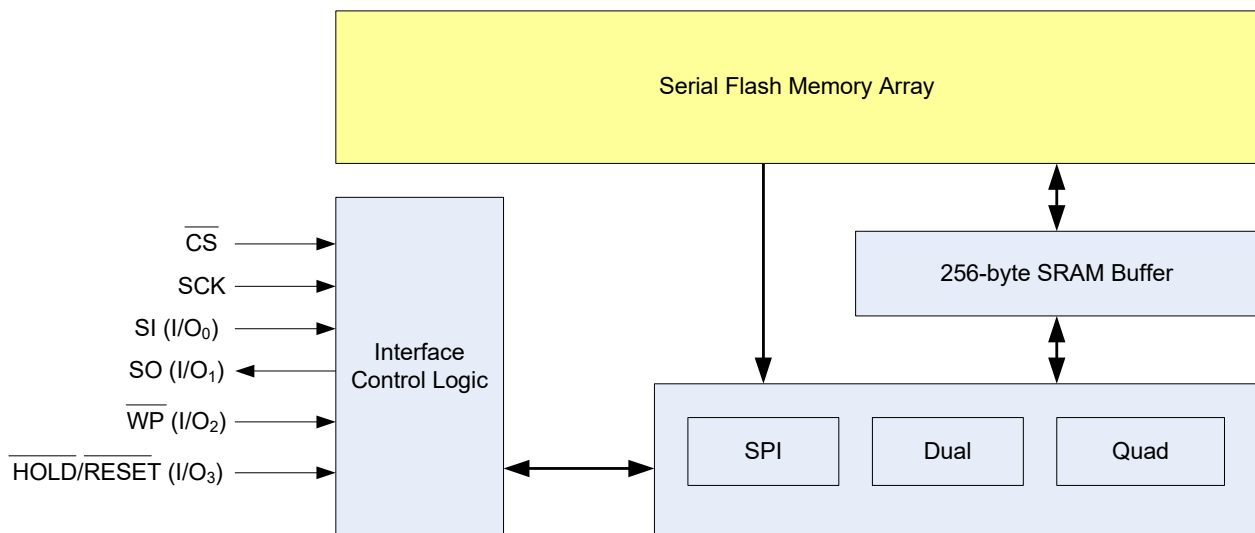 Serial Flash Memory Array
CS
SCK
SI (I/O₀)
SO (I/O₁)
WP (I/O₂)
HOLD/RESET (I/O₃)
Interface
Control Logic
256-byte SRAM Buffer
SPI
Dual
Quad